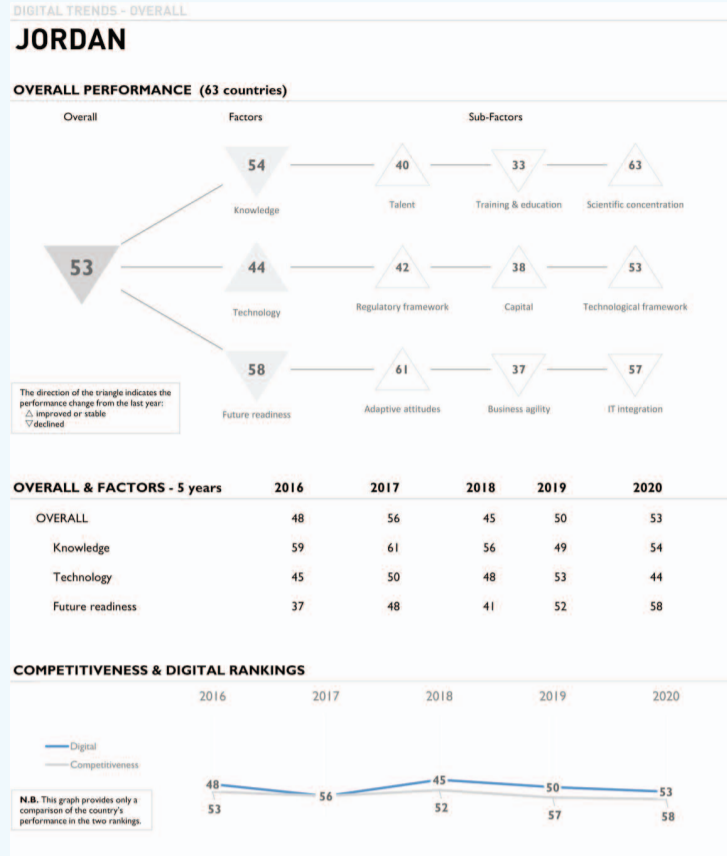 DIGITAL TRENDS - OVERALL
JORDAN
OVERALL PERFORMANCE (63 countries)
Overall Factors Sub-Factors
54 40 33 63
Knowledge Talent Training & education Scientific concentration
53 44 42 38 53
Technology Regulatory framework Capital Technological framework
58 61 37 57
Future readiness Adaptive attitudes Business agility IT integration
The direction of the triangle indicates the
performance change from the last year:
△ improved or stable
▽ declined
OVERALL & FACTORS - 5 years 2016 2017 2018 2019 2020
OVERALL 48 56 45 50 53
Knowledge 59 61 56 49 54
Technology 45 50 48 53 44
Future readiness 37 48 41 52 58
COMPETITIVENESS & DIGITAL RANKINGS
2016 2017 2018 2019 2020
Digital
Competitiveness
48 56 45 50 53
53 52 57 58
N.B. This graph provides only a
comparison of the country's
performance in the two rankings.